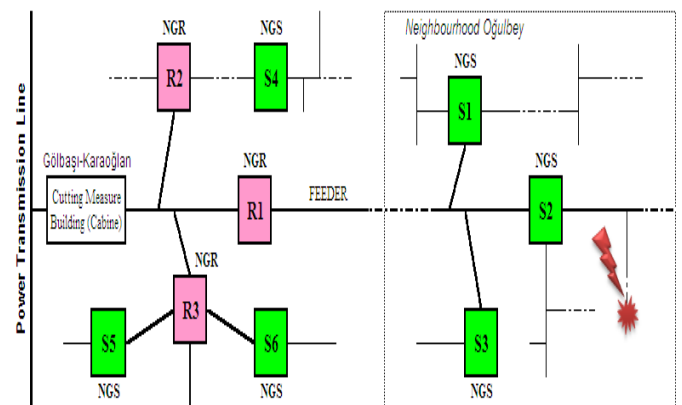 NGR
R2
NGS
S4
Neighbourhood Oğulbey
NGS
S1
Power Transmission Line
Gölbaşı-Karaoğlan
Cutting Measure
Building (Cabine)
NGR
R1
FEEDER
NGS
S2
NGR
R3
S5
NGS
S6
NGS
S3
NGS